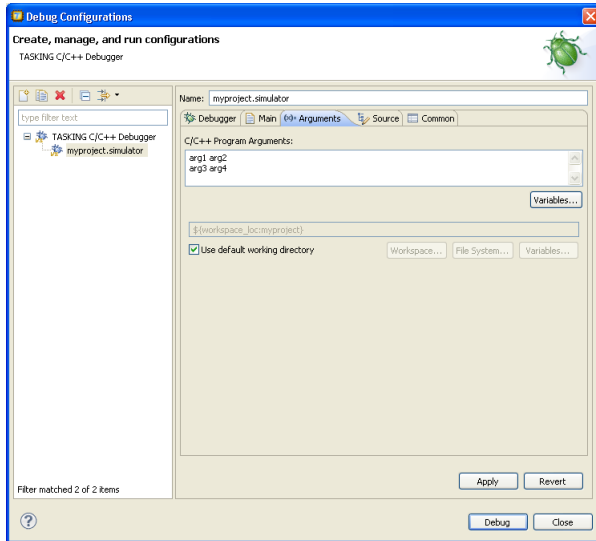 Debug Configurations
Create, manage, and run configurations
TASKING C/C++ Debugger
type filter text
TASKING C/C++ Debugger
myproject.simulator
Filter matched 2 of 2 items
Name: myproject.simulator
Debugger Main Arguments Source Common
C/C++ Program Arguments:
arg1 arg2
arg3 arg4
Variables...
${workspace_loc:myproject}
Use default working directory Workspace... File System... Variables...
Apply Revert
Debug Close